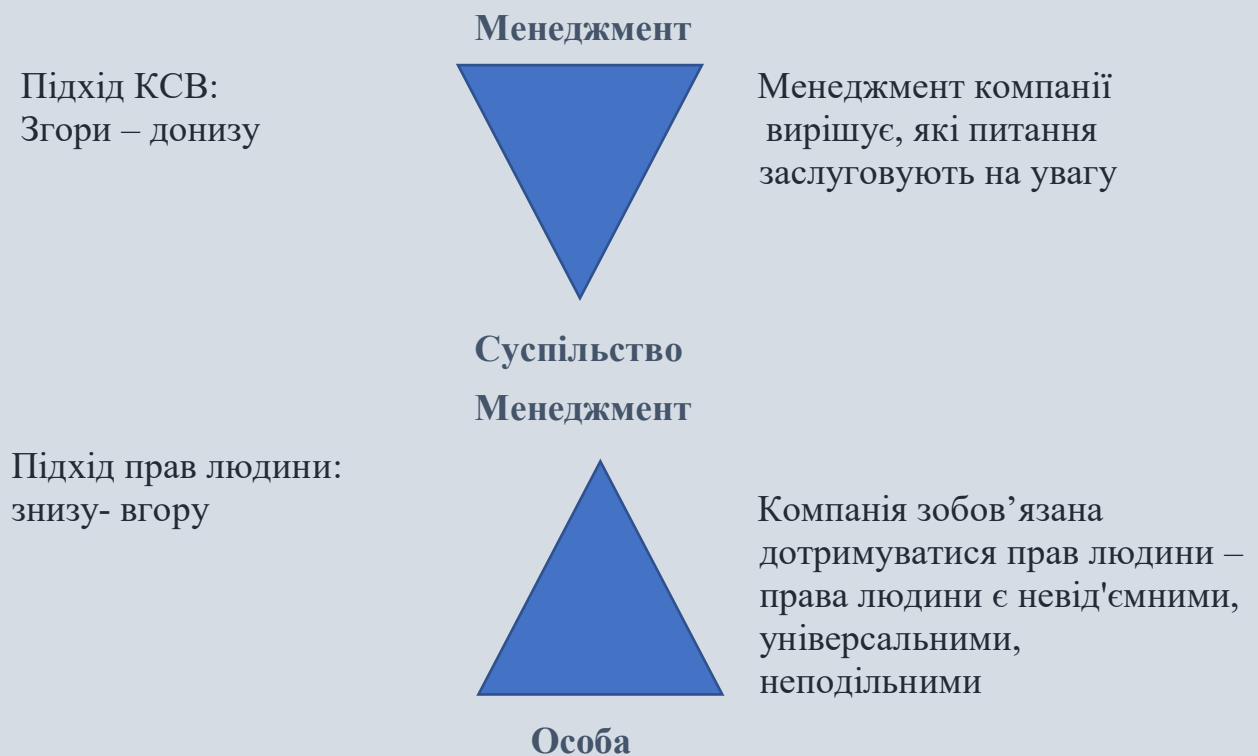 Менеджмент
Підхід КСВ:
Згори – донизу
Менеджмент компанії
вирішує, які питання
заслуговують на увагу
Суспільство
Менеджмент
Підхід прав людини:
знизу- вгору
Компанія зобов’язана
дотримуватися прав людини –
права людини є невід'ємними,
універсальними,
неподільними
Особа